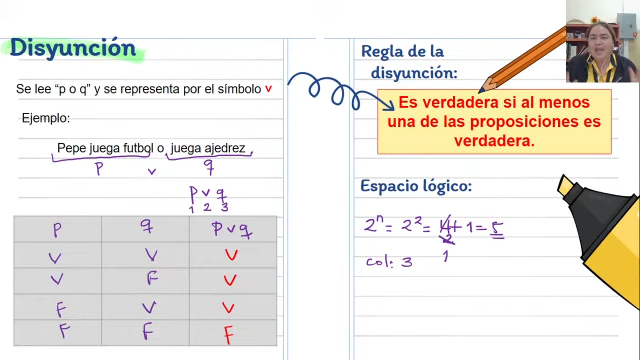 Disyunción
Se lee “p o q” y se representa por el símbolo v
Ejemplo:
Pepe juega futbol o juega ajedrez
p v q
p v q
1 2 3
p q p v q
V V V
V F V
F V V
F F F
Regla de la
disyunción:
Es verdadera si al menos
una de las proposiciones es
verdadera.
Espacio lógico:
2ⁿ = 2² = 4 + 1 = 5
2
col: 3 1